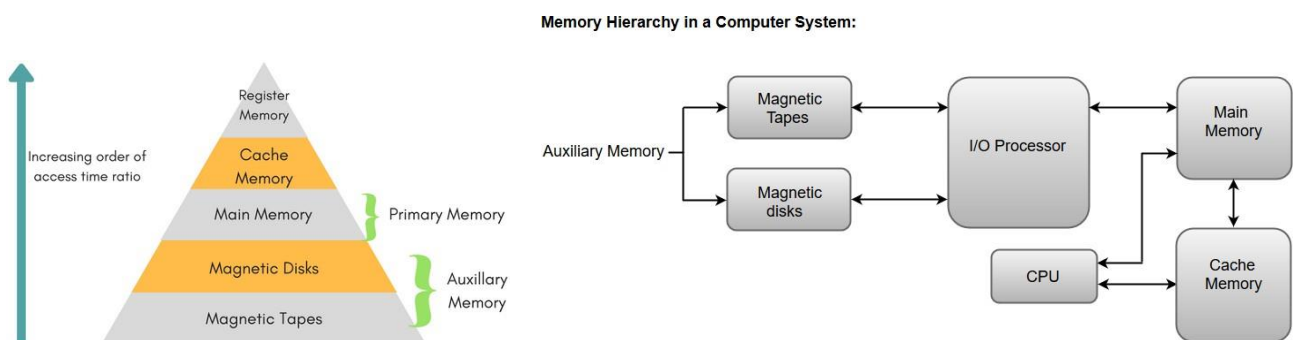 Memory Hierarchy in a Computer System:
Register
Memory
Cache
Memory
Main Memory
Magnetic Disks
Magnetic Tapes
Increasing order of
access time ratio
Primary Memory
Auxillary
Memory
Auxiliary Memory
Magnetic
Tapes
Magnetic
disks
I/O Processor
Main
Memory
CPU
Cache
Memory